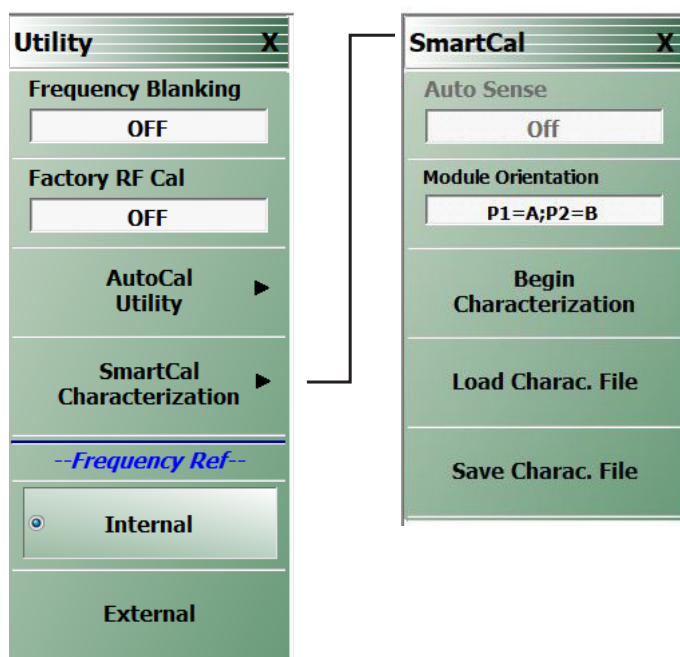 Utility X
Frequency Blanking
OFF
Factory RF Cal
OFF
AutoCal
Utility
SmartCal
Characterization
--Frequency Ref--
Internal
External
SmartCal X
Auto Sense
Off
Module Orientation
P1=A;P2=B
Begin
Characterization
Load Charac. File
Save Charac. File